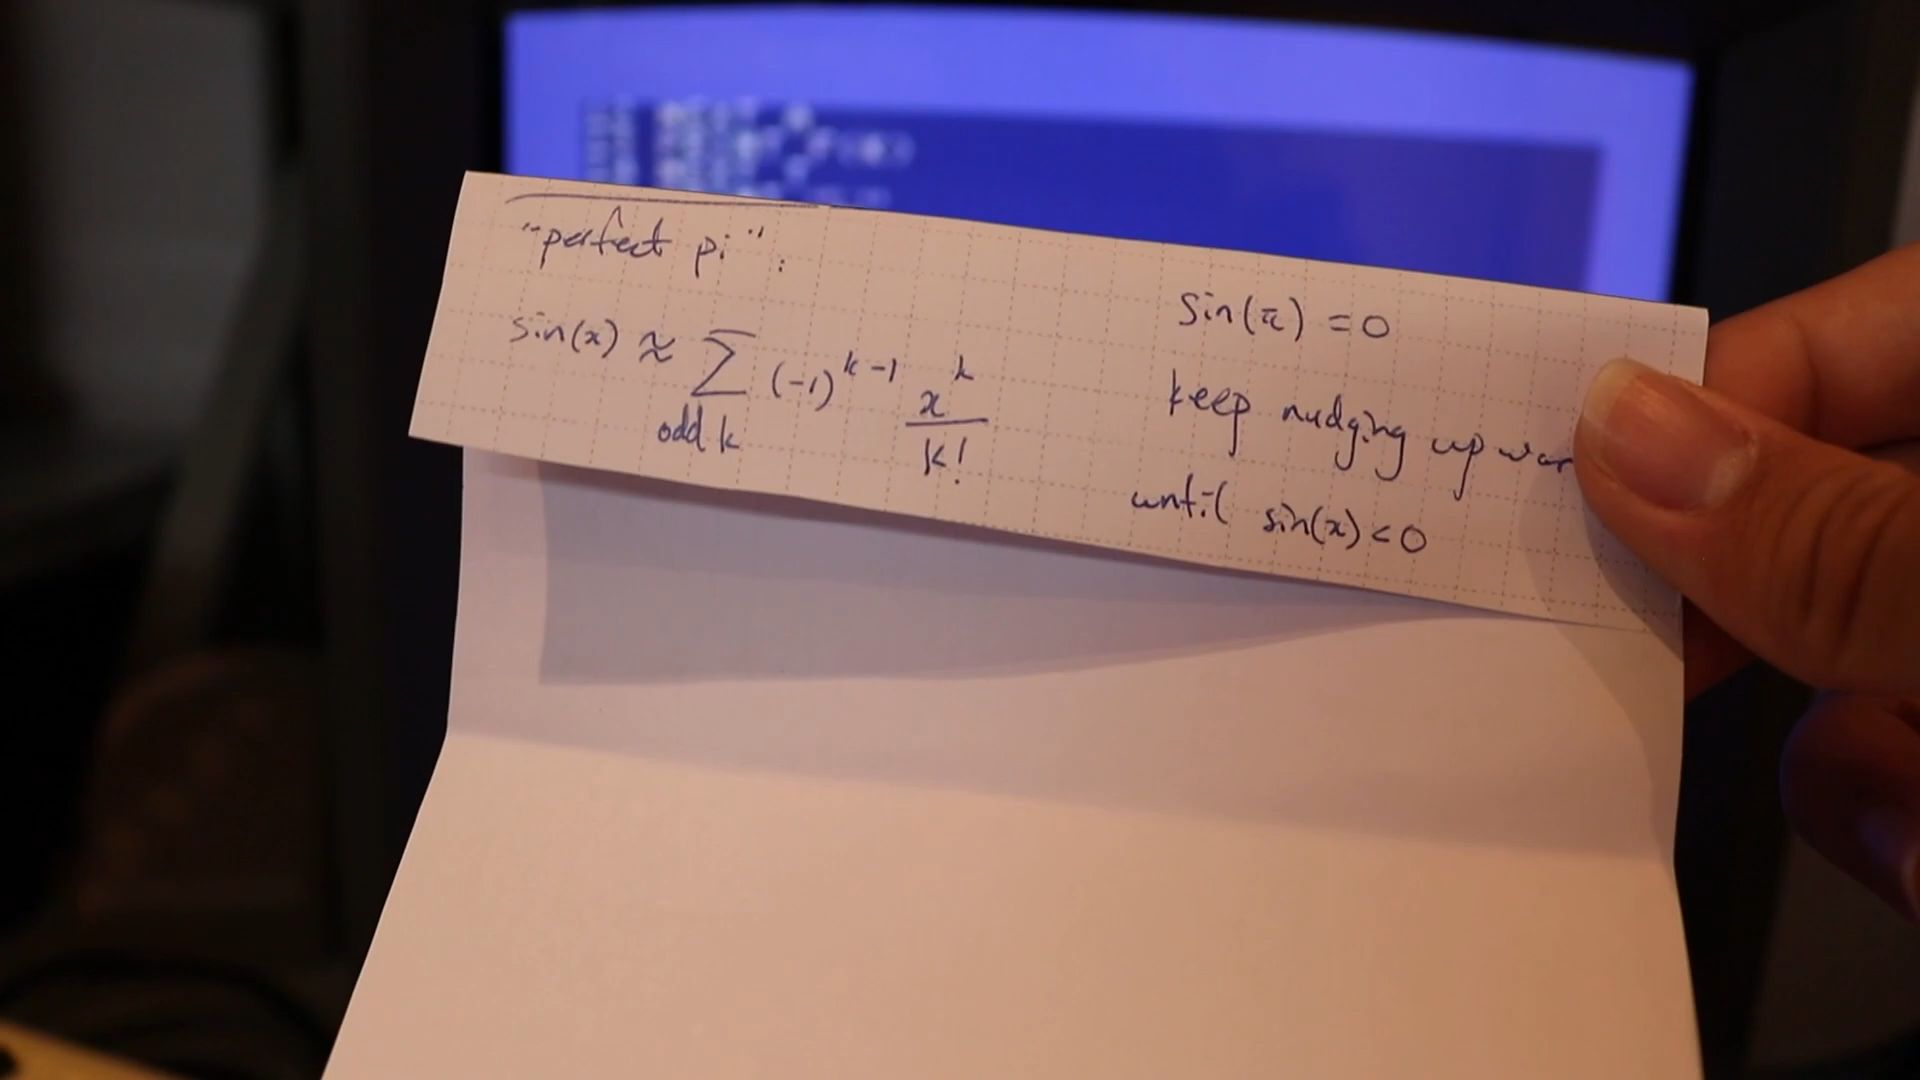 "perfect pi":
sin(x) ≈ ∑ (-1)^{k-1} x^k / k!
odd k
sin(π) = 0
keep nudging upwar
until sin(x) < 0